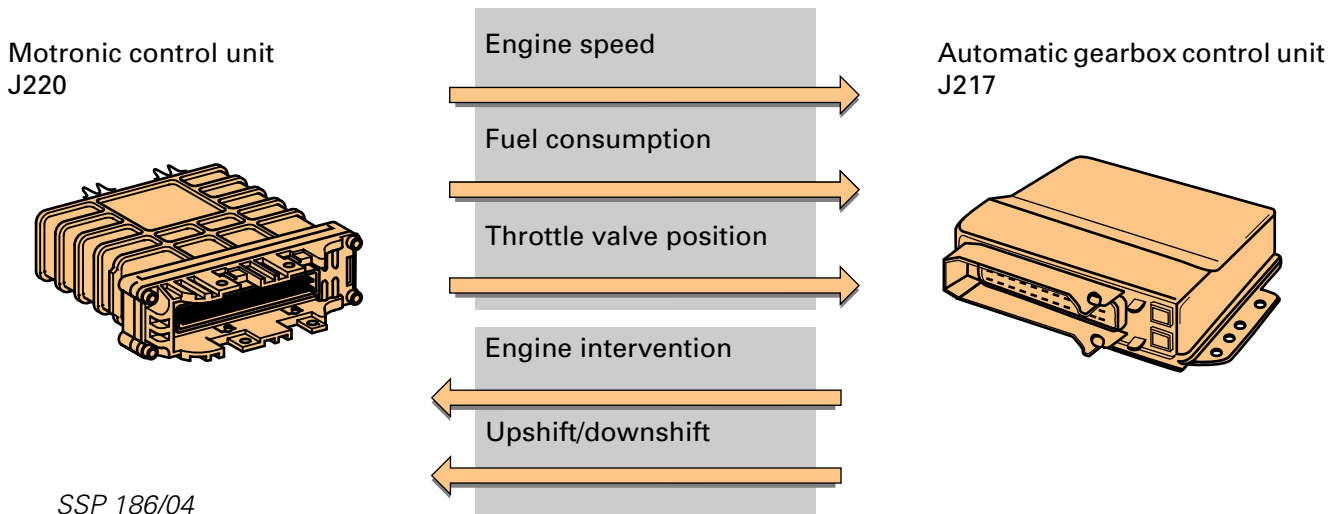 Motronic control unit
J220
Engine speed
Fuel consumption
Throttle valve position
Engine intervention
Upshift/downshift
Automatic gearbox control unit
J217
SSP 186/04